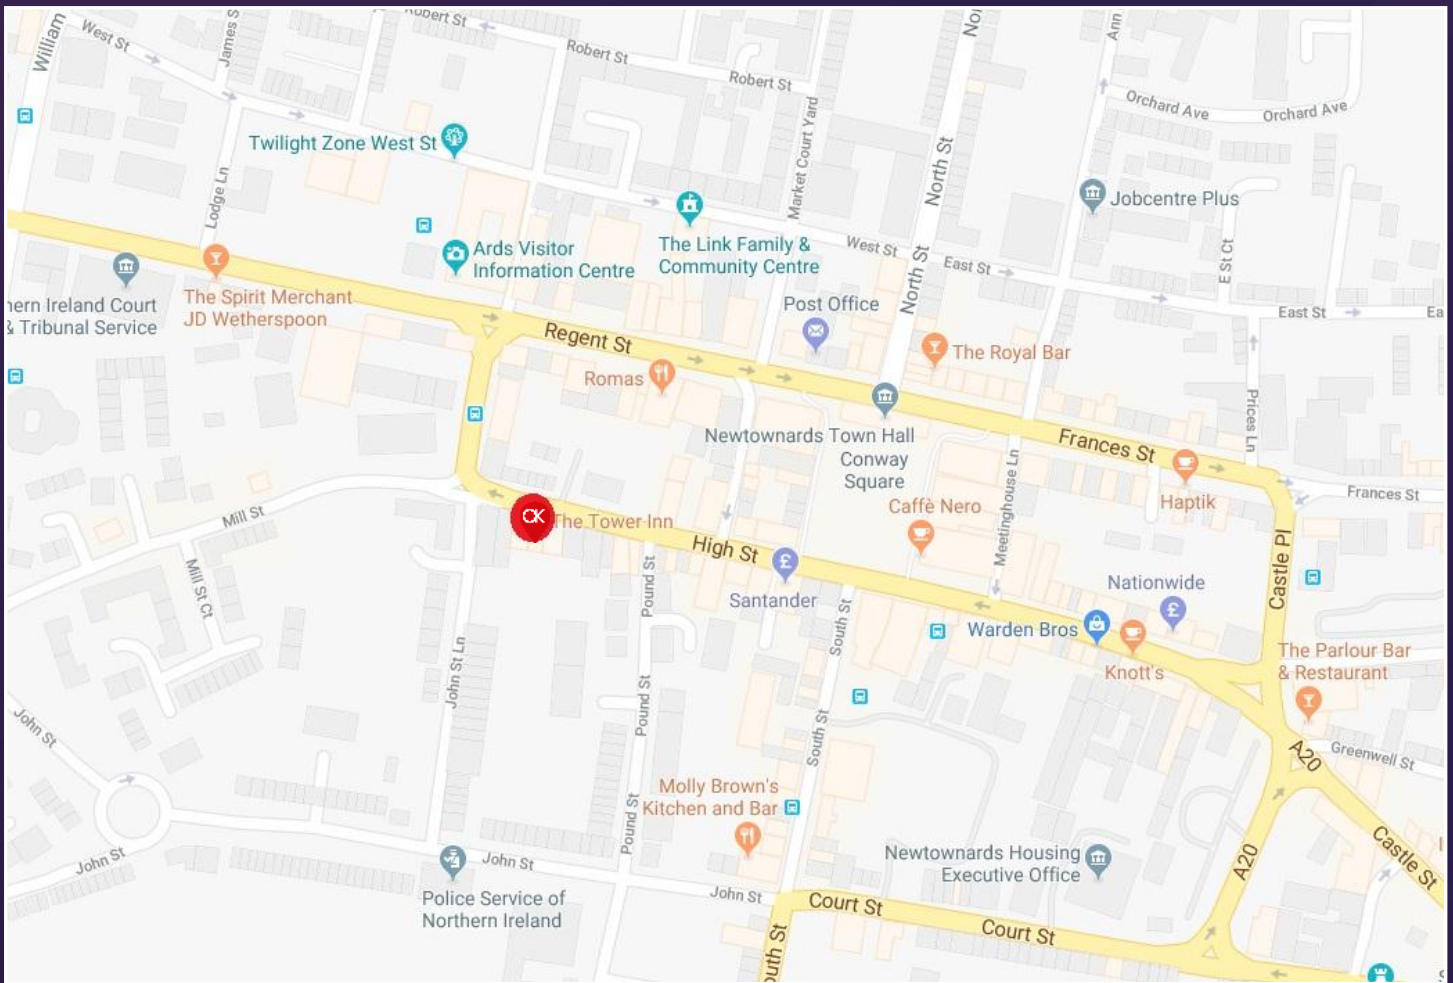 William
West St
James S
Robert St
Robert St
Robert St
Nor
Ann
Orchard Ave
Orchard Ave
Twilight Zone West St
Market Court Yard
North St
Jobcentre Plus
Lodge Ln
Ards Visitor
Information Centre
The Link Family &
Community Centre
West St
North St
East St
E St Ct
East St
Ea
hern Ireland Court
& Tribunal Service
The Spirit Merchant
JD Wetherspoon
Post Office
Regent St
The Royal Bar
Romas
Newtownards Town Hall
Conway
Square
Frances St
Prices Ln
Haptik
Frances St
Mill St
CK
The Tower Inn
Caffè Nero
Meetinghouse Ln
High St
Castle Pl
Mill St Ct
Pound St
Santander
Nationwide
South St
Warden Bros
Knott's
The Parlour Bar
& Restaurant
John St Ln
Pound St
John St
South St
A20
Greenwell St
Molly Brown's
Kitchen and Bar
Pound St
John St
John St
Police Service of
Northern Ireland
Newtownards Housing
Executive Office
A20
Castle St
John St
Court St
Court St
outh St